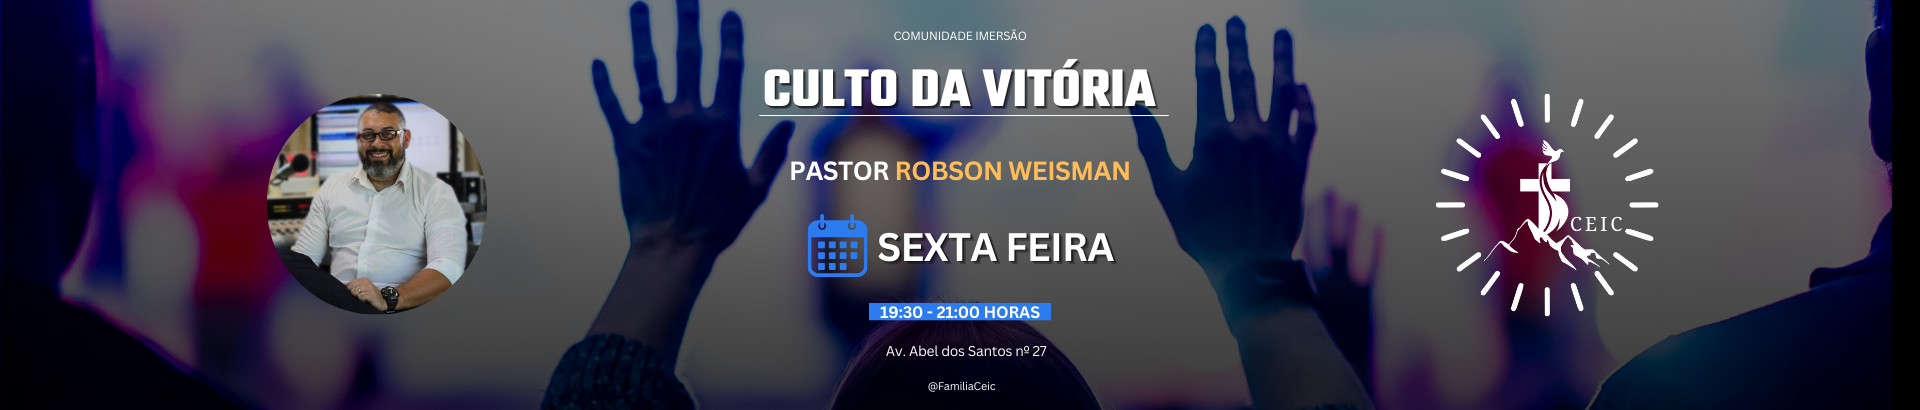 COMUNIDADE IMERSÃO
CULTO DA VITÓRIA
PASTOR ROBSON WEISMAN
SEXTA FEIRA
19:30 - 21:00 HORAS
Av. Abel dos Santos nº 27
@FamiliaCeic
CEIC